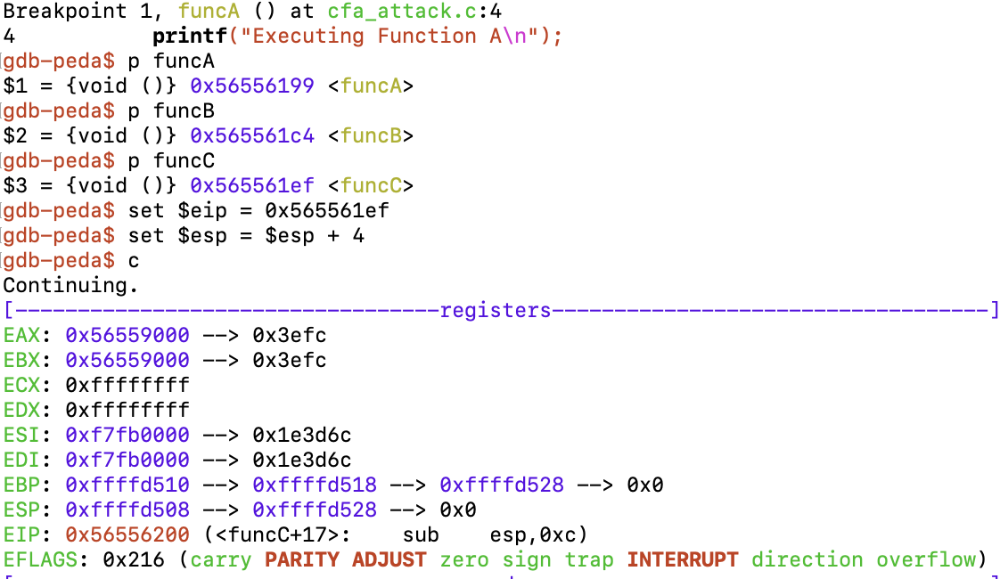 Breakpoint 1, funcA () at cfa_attack.c:4
4           printf("Executing Function A\n");
gdb-peda$ p funcA
$1 = {void ()} 0x56556199 <funcA>
gdb-peda$ p funcB
$2 = {void ()} 0x565561c4 <funcB>
gdb-peda$ p funcC
$3 = {void ()} 0x565561ef <funcC>
gdb-peda$ set $eip = 0x565561ef
gdb-peda$ set $esp = $esp + 4
gdb-peda$ c
Continuing.
[----------------------------------registers-----------------------------------]
EAX: 0x56559000 --> 0x3efc
EBX: 0x56559000 --> 0x3efc
ECX: 0xffffffff
EDX: 0xffffffff
ESI: 0xf7fb0000 --> 0x1e3d6c
EDI: 0xf7fb0000 --> 0x1e3d6c
EBP: 0xffffd510 --> 0xffffd518 --> 0xffffd528 --> 0x0
ESP: 0xffffd508 --> 0xffffd528 --> 0x0
EIP: 0x56556200 (<funcC+17>:    sub    esp,0xc)
EFLAGS: 0x216 (carry PARITY ADJUST zero sign trap INTERRUPT direction overflow)